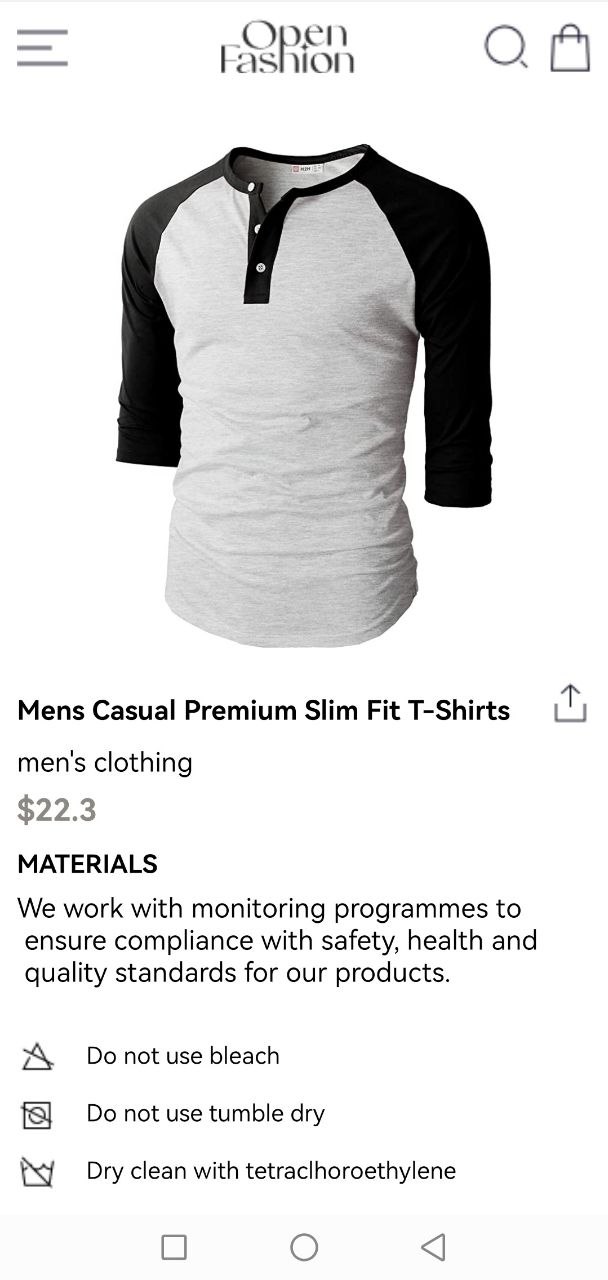 Open
Fashion
Mens Casual Premium Slim Fit T-Shirts
men's clothing
$22.3
MATERIALS
We work with monitoring programmes to
ensure compliance with safety, health and
quality standards for our products.
Do not use bleach
Do not use tumble dry
Dry clean with tetraclhoroethylene